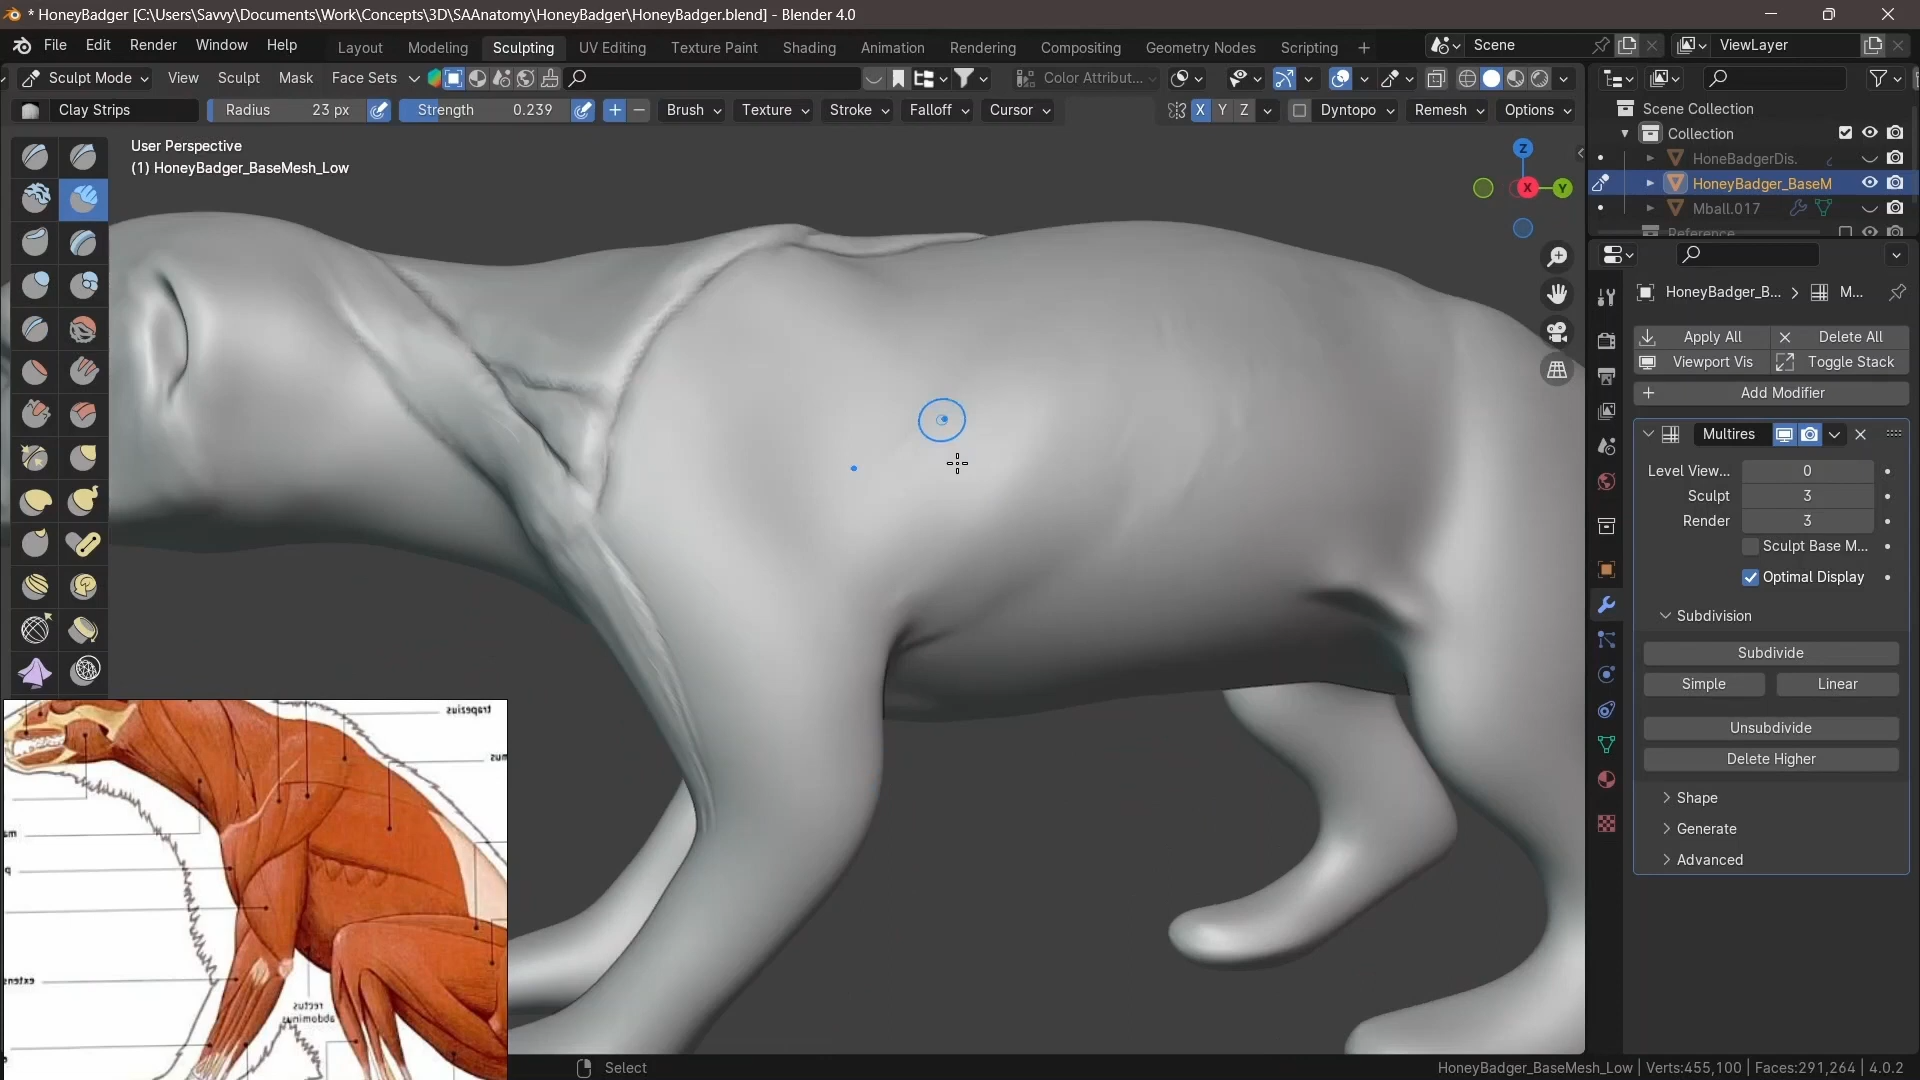 * HoneyBadger [C:\Users\Savvy\Documents\Work\Concepts\3D\SAAnatomy\HoneyBadger\HoneyBadger.blend] - Blender 4.0
File Edit Render Window Help Layout Modeling Sculpting UV Editing Texture Paint Shading Animation Rendering Compositing Geometry Nodes Scripting + Scene ViewLayer
Sculpt Mode View Sculpt Mask Face Sets Color Attribut...
Clay Strips Radius 23 px Strength 0.239 Brush Texture Stroke Falloff Cursor X Y Z Dyntopo Remesh Options
User Perspective
(1) HoneyBadger_BaseMesh_Low
Z
X
Y
Scene Collection
Collection
HoneBadgerDis.
HoneyBadger_BaseM
Mball.017
Reference
HoneyBadger_B... > M...
Apply All Delete All
Viewport Vis Toggle Stack
Add Modifier
Multires
Level View... 0
Sculpt 3
Render 3
Sculpt Base M...
Optimal Display
Subdivision
Subdivide
Simple Linear
Unsubdivide
Delete Higher
Shape
Generate
Advanced
trapezius
rectus
abdominus
Select
HoneyBadger_BaseMesh_Low | Verts:455,100 | Faces:291,264 | 4.0.2